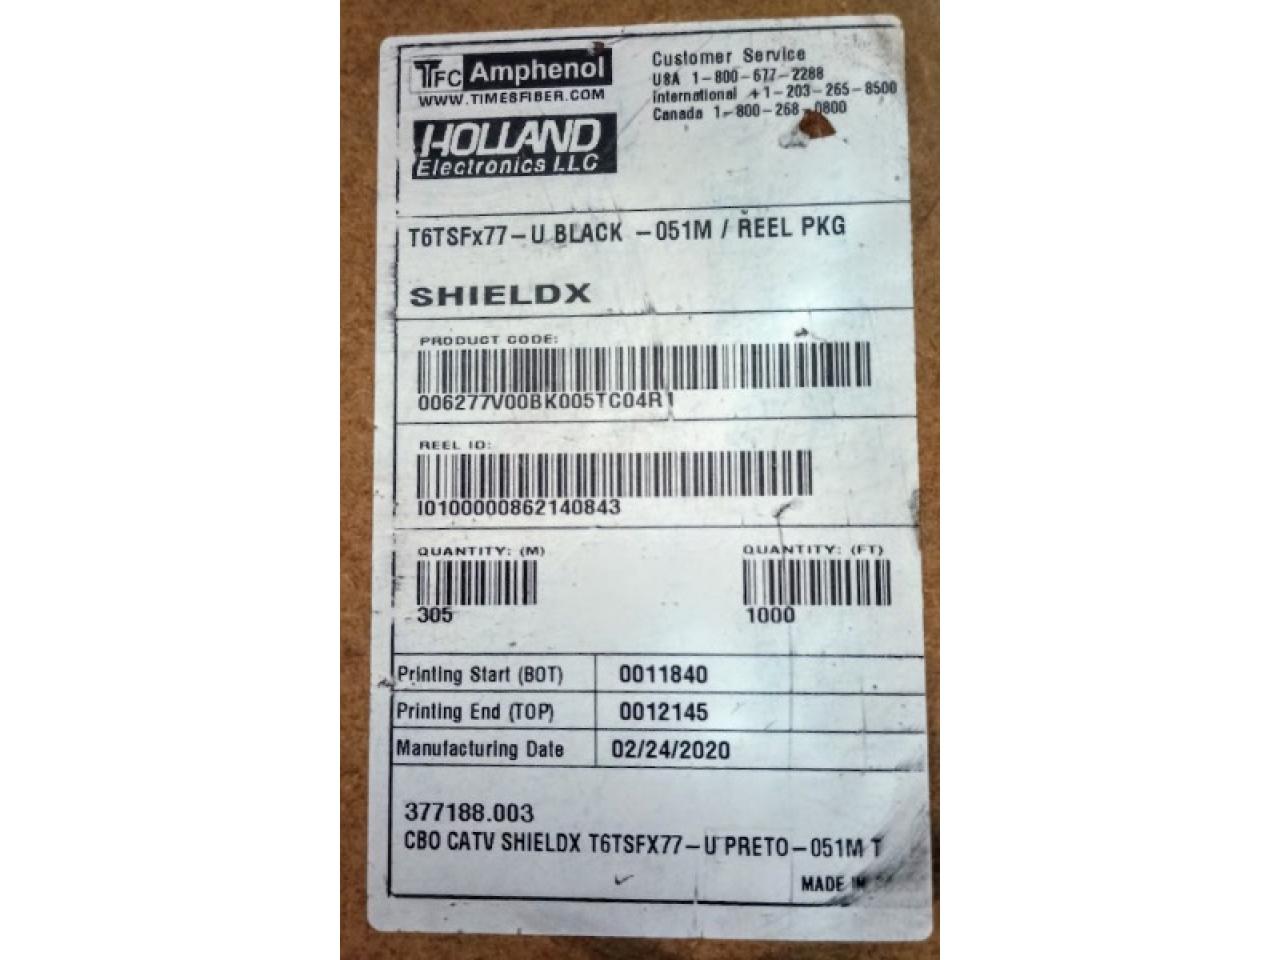 TFC Amphenol
WWW.TIMESFIBER.COM
HOLLAND
Electronics LLC
Customer Service
USA 1-800-677-2288
International +1-203-265-8500
Canada 1-800-268-0800
T6TSFx77-U BLACK -051M / REEL PKG
SHIELDX
PRODUCT CODE:
006277V00BK005TC04R1
REEL ID:
I01000000862140843
QUANTITY: (M)
305
QUANTITY: (FT)
1000
Printing Start (BOT) 0011840
Printing End (TOP) 0012145
Manufacturing Date 02/24/2020
377188.003
CBO CATV SHIELDX T6TSFX77-U PRETO-051M T
MADE IN